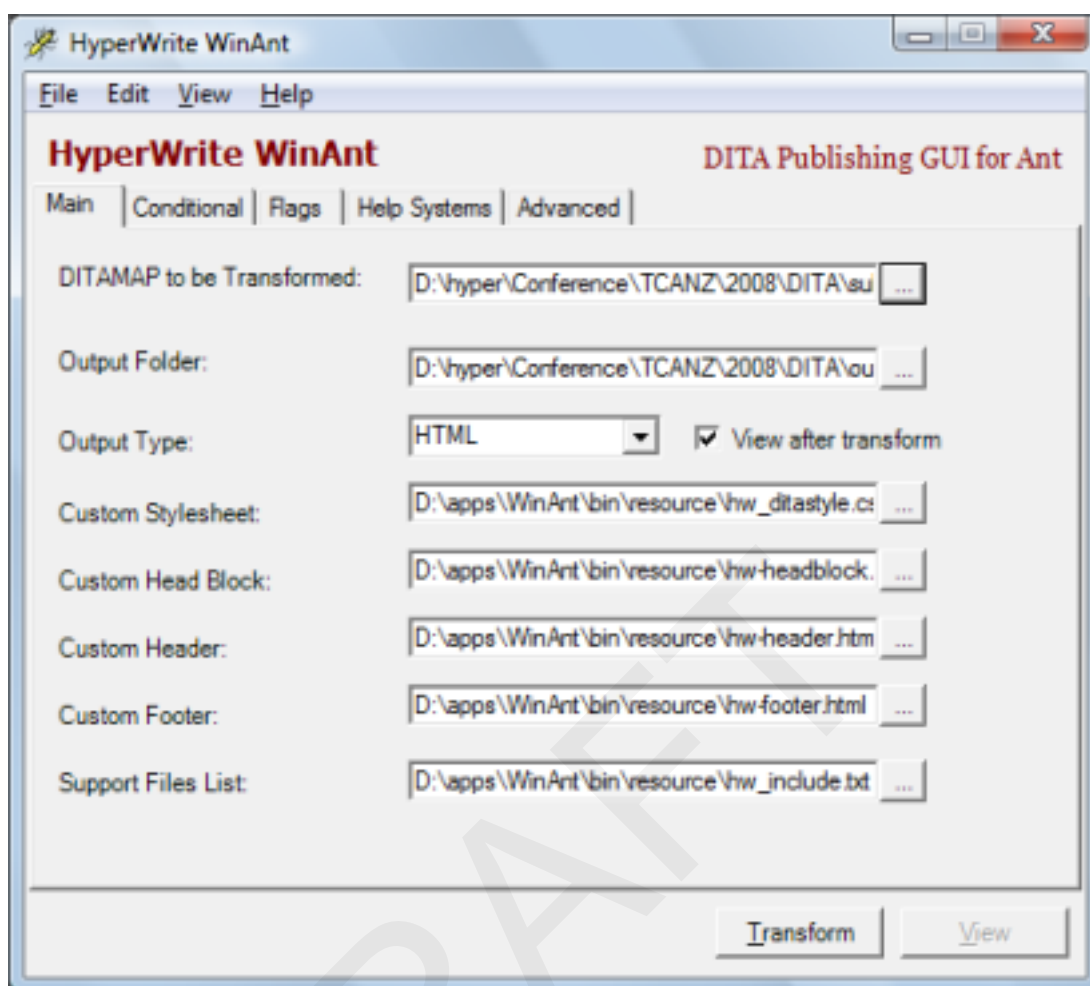 HyperWrite WinAnt
File Edit View Help
HyperWrite WinAnt DITA Publishing GUI for Ant
Main Conditional Flags Help Systems Advanced
DITAMAP to be Transformed: D:\hyper\Conference\TCANZ\2008\DITA\su ...
Output Folder: D:\hyper\Conference\TCANZ\2008\DITA\ou ...
Output Type: HTML View after transform
Custom Stylesheet: D:\apps\WinAnt\bin\resource\hw_ditastyle.cs ...
Custom Head Block: D:\apps\WinAnt\bin\resource\hw-headblock. ...
Custom Header: D:\apps\WinAnt\bin\resource\hw-header.htm ...
Custom Footer: D:\apps\WinAnt\bin\resource\hw-footer.html ...
Support Files List: D:\apps\WinAnt\bin\resource\hw_include.txt ...
Transform View